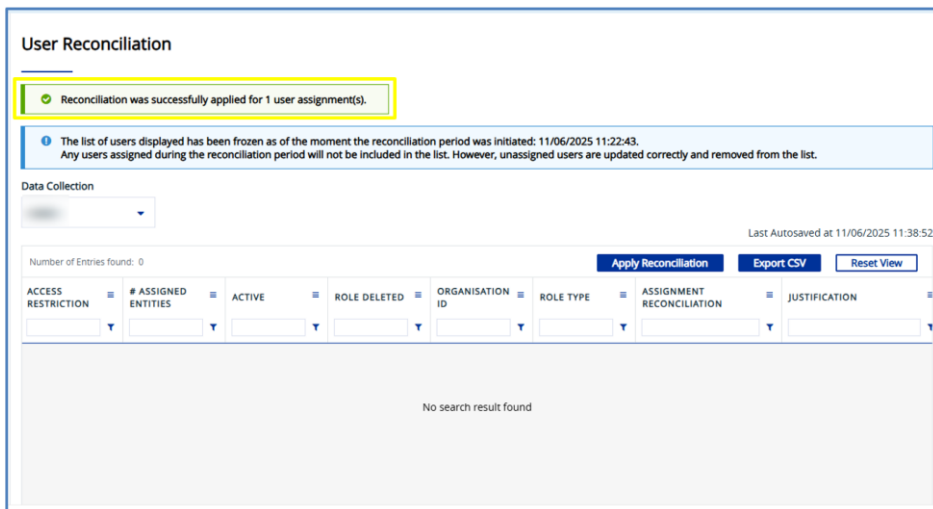 User Reconciliation
Reconciliation was successfully applied for 1 user assignment(s).
The list of users displayed has been frozen as of the moment the reconciliation period was initiated: 11/06/2025 11:22:43.
Any users assigned during the reconciliation period will not be included in the list. However, unassigned users are updated correctly and removed from the list.
Data Collection
Last Autosaved at 11/06/2025 11:38:52
Number of Entries found: 0
Apply Reconciliation
Export CSV
Reset View
ACCESS RESTRICTION
# ASSIGNED ENTITIES
ACTIVE
ROLE DELETED
ORGANISATION ID
ROLE TYPE
ASSIGNMENT RECONCILIATION
JUSTIFICATION
No search result found